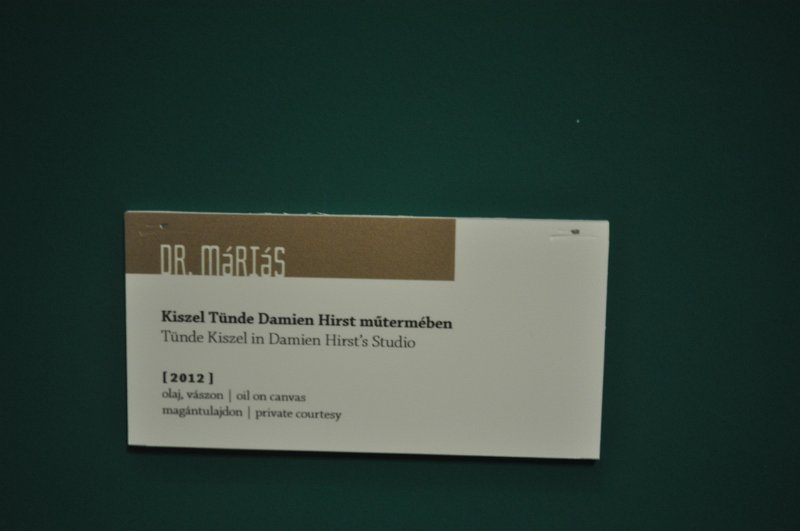 DR. MáRIáS
Kiszel Tünde Damien Hirst műtermében
Tünde Kiszel in Damien Hirst's Studio
[ 2012 ]
olaj, vászon | oil on canvas
magántulajdon | private courtesy